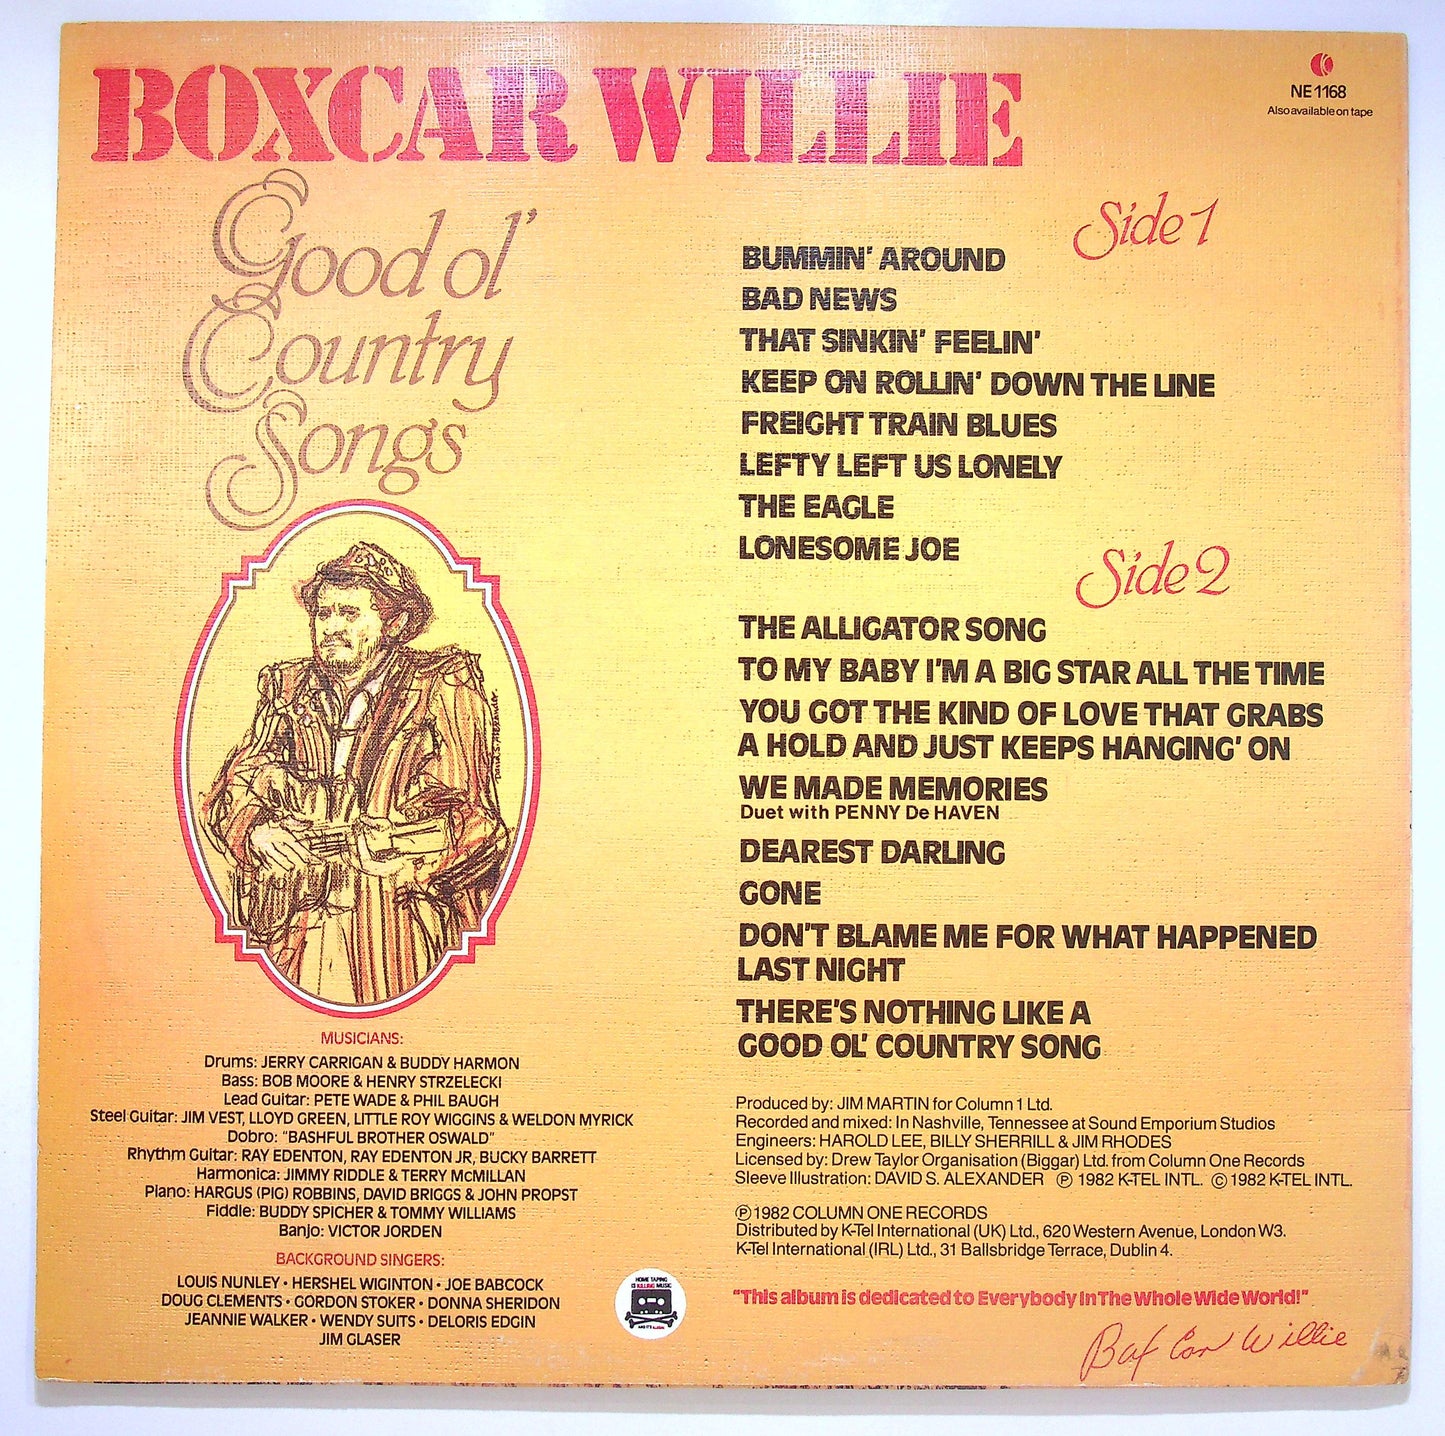 BOXCAR WILLIE
NE 1168
Also available on tape
Good ol'
Country
Songs
Side 1
BUMMIN' AROUND
BAD NEWS
THAT SINKIN' FEELIN'
KEEP ON ROLLIN' DOWN THE LINE
FREIGHT TRAIN BLUES
LEFTY LEFT US LONELY
THE EAGLE
LONESOME JOE
Side 2
THE ALLIGATOR SONG
TO MY BABY I'M A BIG STAR ALL THE TIME
YOU GOT THE KIND OF LOVE THAT GRABS
A HOLD AND JUST KEEPS HANGING' ON
WE MADE MEMORIES
Duet with PENNY De HAVEN
DEAREST DARLING
GONE
DON'T BLAME ME FOR WHAT HAPPENED
LAST NIGHT
THERE'S NOTHING LIKE A
GOOD OL' COUNTRY SONG
David S. Alexander.
MUSICIANS:
Drums: JERRY CARRIGAN & BUDDY HARMON
Bass: BOB MOORE & HENRY STRZELECKI
Lead Guitar: PETE WADE & PHIL BAUGH
Steel Guitar: JIM VEST, LLOYD GREEN, LITTLE ROY WIGGINS & WELDON MYRICK
Dobro: "BASHFUL BROTHER OSWALD"
Rhythm Guitar: RAY EDENTON, RAY EDENTON JR, BUCKY BARRETT
Harmonica: JIMMY RIDDLE & TERRY McMILLAN
Piano: HARGUS (PIG) ROBBINS, DAVID BRIGGS & JOHN PROPST
Fiddle: BUDDY SPICHER & TOMMY WILLIAMS
Banjo: VICTOR JORDEN
BACKGROUND SINGERS:
LOUIS NUNLEY • HERSHEL WIGINTON • JOE BABCOCK
DOUG CLEMENTS • GORDON STOKER • DONNA SHERIDON
JEANNIE WALKER • WENDY SUITS • DELORIS EDGIN
JIM GLASER
HOME TAPING
IS KILLING MUSIC
AND IT'S ILLEGAL
Produced by: JIM MARTIN for Column 1 Ltd.
Recorded and mixed: In Nashville, Tennessee at Sound Emporium Studios
Engineers: HAROLD LEE, BILLY SHERRILL & JIM RHODES
Licensed by: Drew Taylor Organisation (Biggar) Ltd. from Column One Records
Sleeve Illustration: DAVID S. ALEXANDER ℗ 1982 K-TEL INTL. © 1982 K-TEL INTL.
℗ 1982 COLUMN ONE RECORDS
Distributed by K-Tel International (UK) Ltd., 620 Western Avenue, London W3.
K-Tel International (IRL) Ltd., 31 Ballsbridge Terrace, Dublin 4.
"This album is dedicated to Everybody In The Whole Wide World!"
Box Car Willie